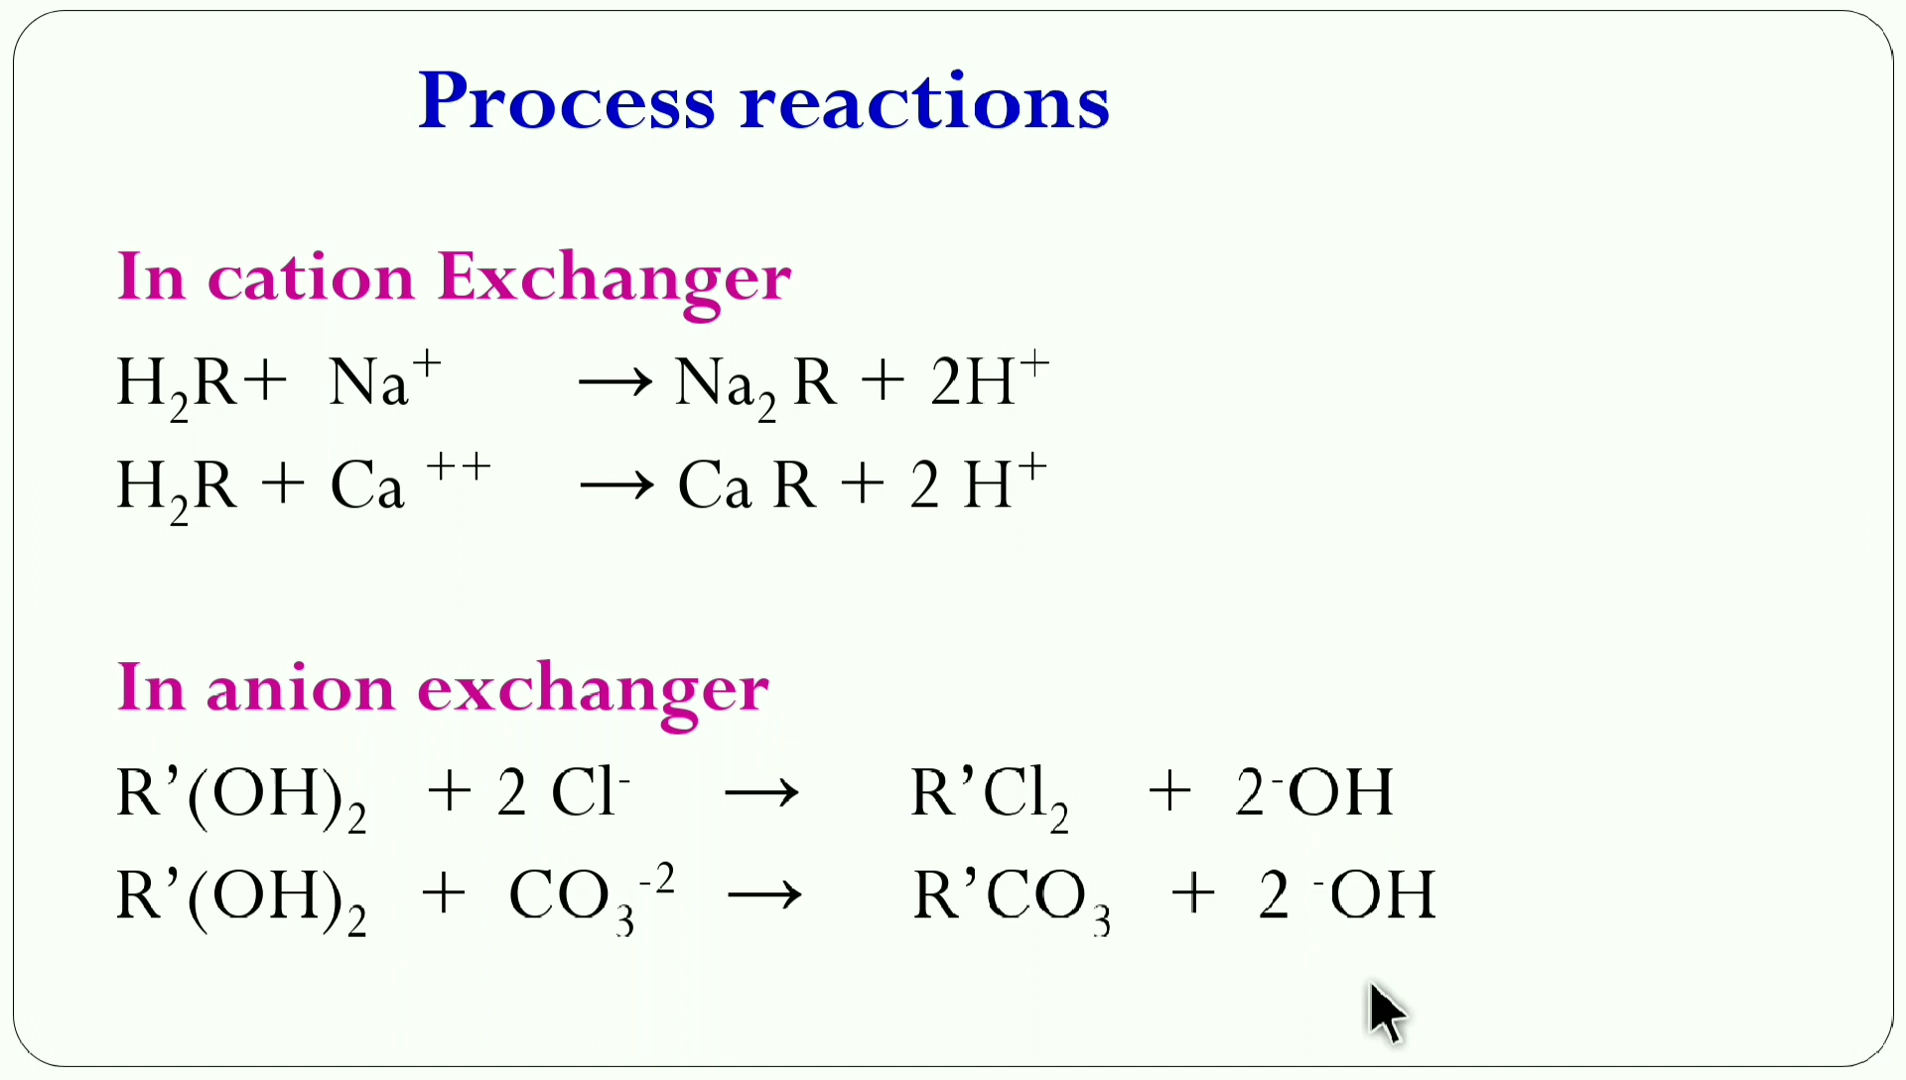 Process reactions
In cation Exchanger
H₂R+ Na⁺ → Na₂ R + 2H⁺
H₂R + Ca ⁺⁺ → Ca R + 2 H⁺
In anion exchanger
R’(OH)₂ + 2 Cl⁻ → R’Cl₂ + 2⁻OH
R’(OH)₂ + CO₃⁻² → R’CO₃ + 2 ⁻OH